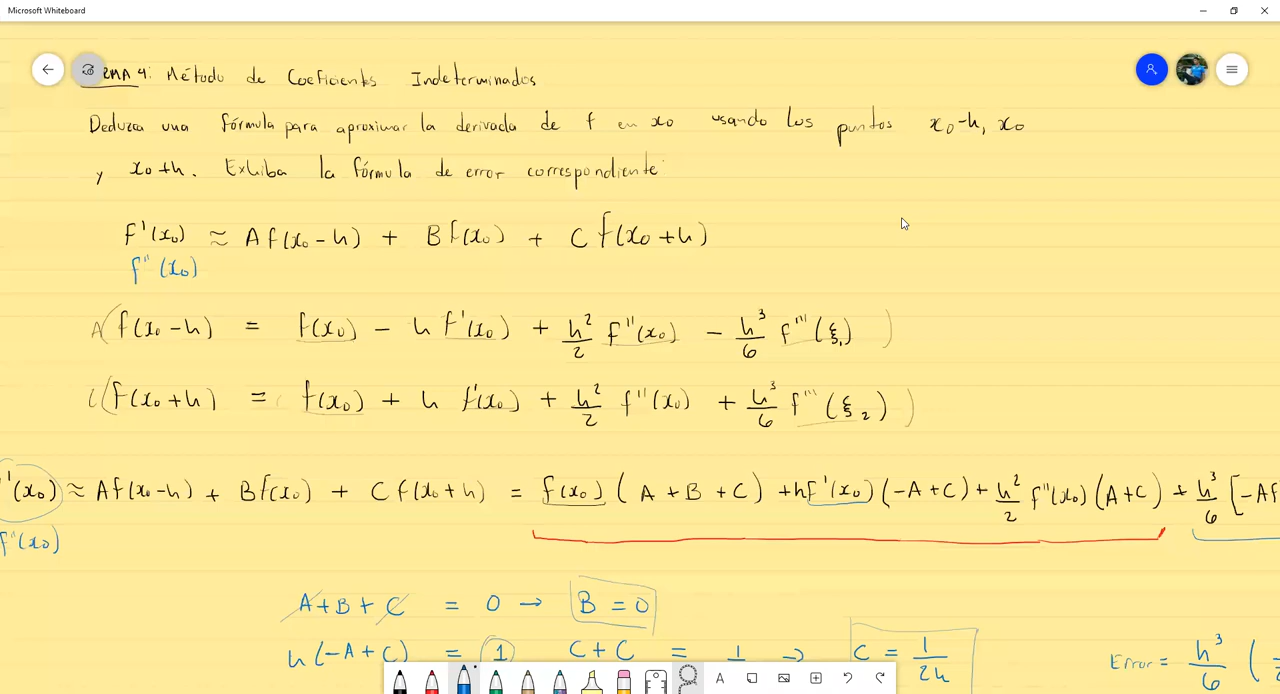 Microsoft Whiteboard
EMA 4: Método de Coeficientes Indeterminados
Deduzca una fórmula para aproximar la derivada de f en x₀ usando los puntos x₀-h, x₀
y x₀+h. Exhiba la fórmula de error correspondiente
f'(x₀) ≈ Af(x₀-h) + Bf(x₀) + Cf(x₀+h)
f''(x₀)
A(f(x₀-h) = f(x₀) - h f'(x₀) + h²/2 f''(x₀) - h³/6 f'''(ξ₁))
C(f(x₀+h) = f(x₀) + h f'(x₀) + h²/2 f''(x₀) + h³/6 f'''(ξ₂))
'(x₀) ≈ Af(x₀-h) + Bf(x₀) + Cf(x₀+h) = f(x₀)(A+B+C) + hf'(x₀)(-A+C) + h²/2 f''(x₀)(A+C) + h³/6 [-Af
f''(x₀)
A+B+C = 0 → B=0
h(-A+C) = 1 C+C = 1 → C = 1/2h Error = h³/6 (
A